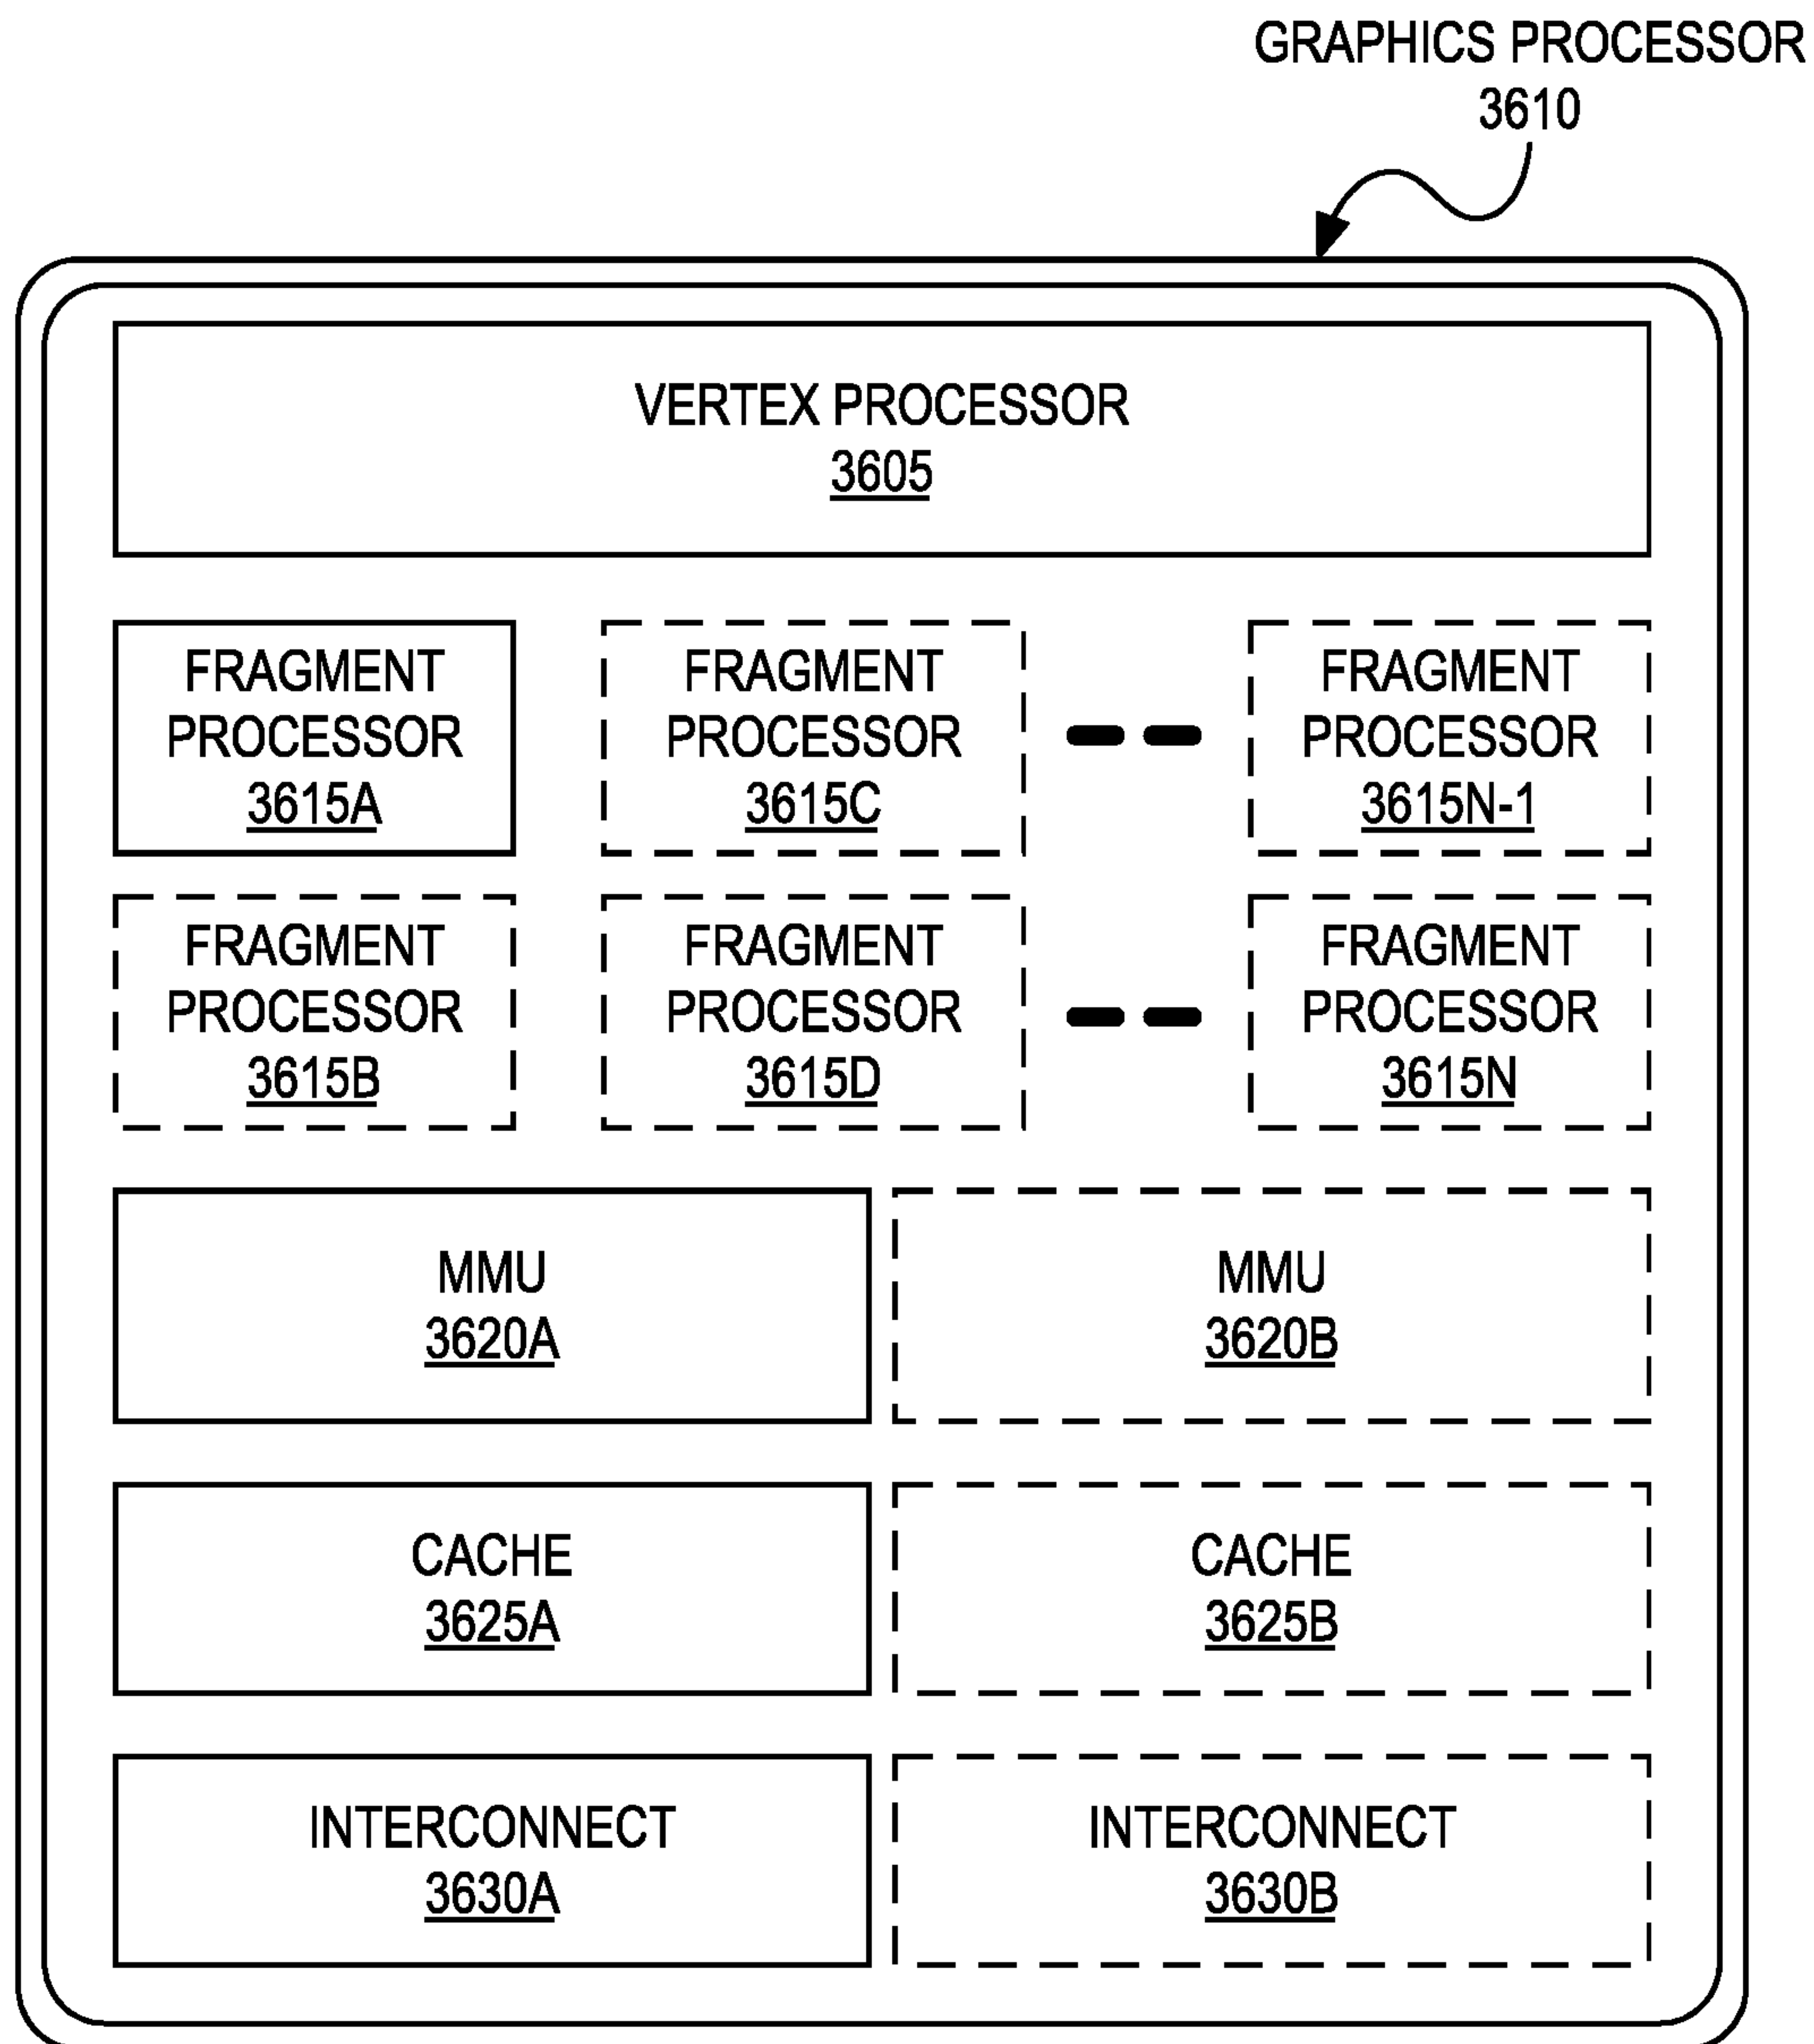 GRAPHICS PROCESSOR
3610
VERTEX PROCESSOR
3605
FRAGMENT
PROCESSOR
3615A
FRAGMENT
PROCESSOR
3615C
FRAGMENT
PROCESSOR
3615N-1
FRAGMENT
PROCESSOR
3615B
FRAGMENT
PROCESSOR
3615D
FRAGMENT
PROCESSOR
3615N
MMU
3620A
MMU
3620B
CACHE
3625A
CACHE
3625B
INTERCONNECT
3630A
INTERCONNECT
3630B